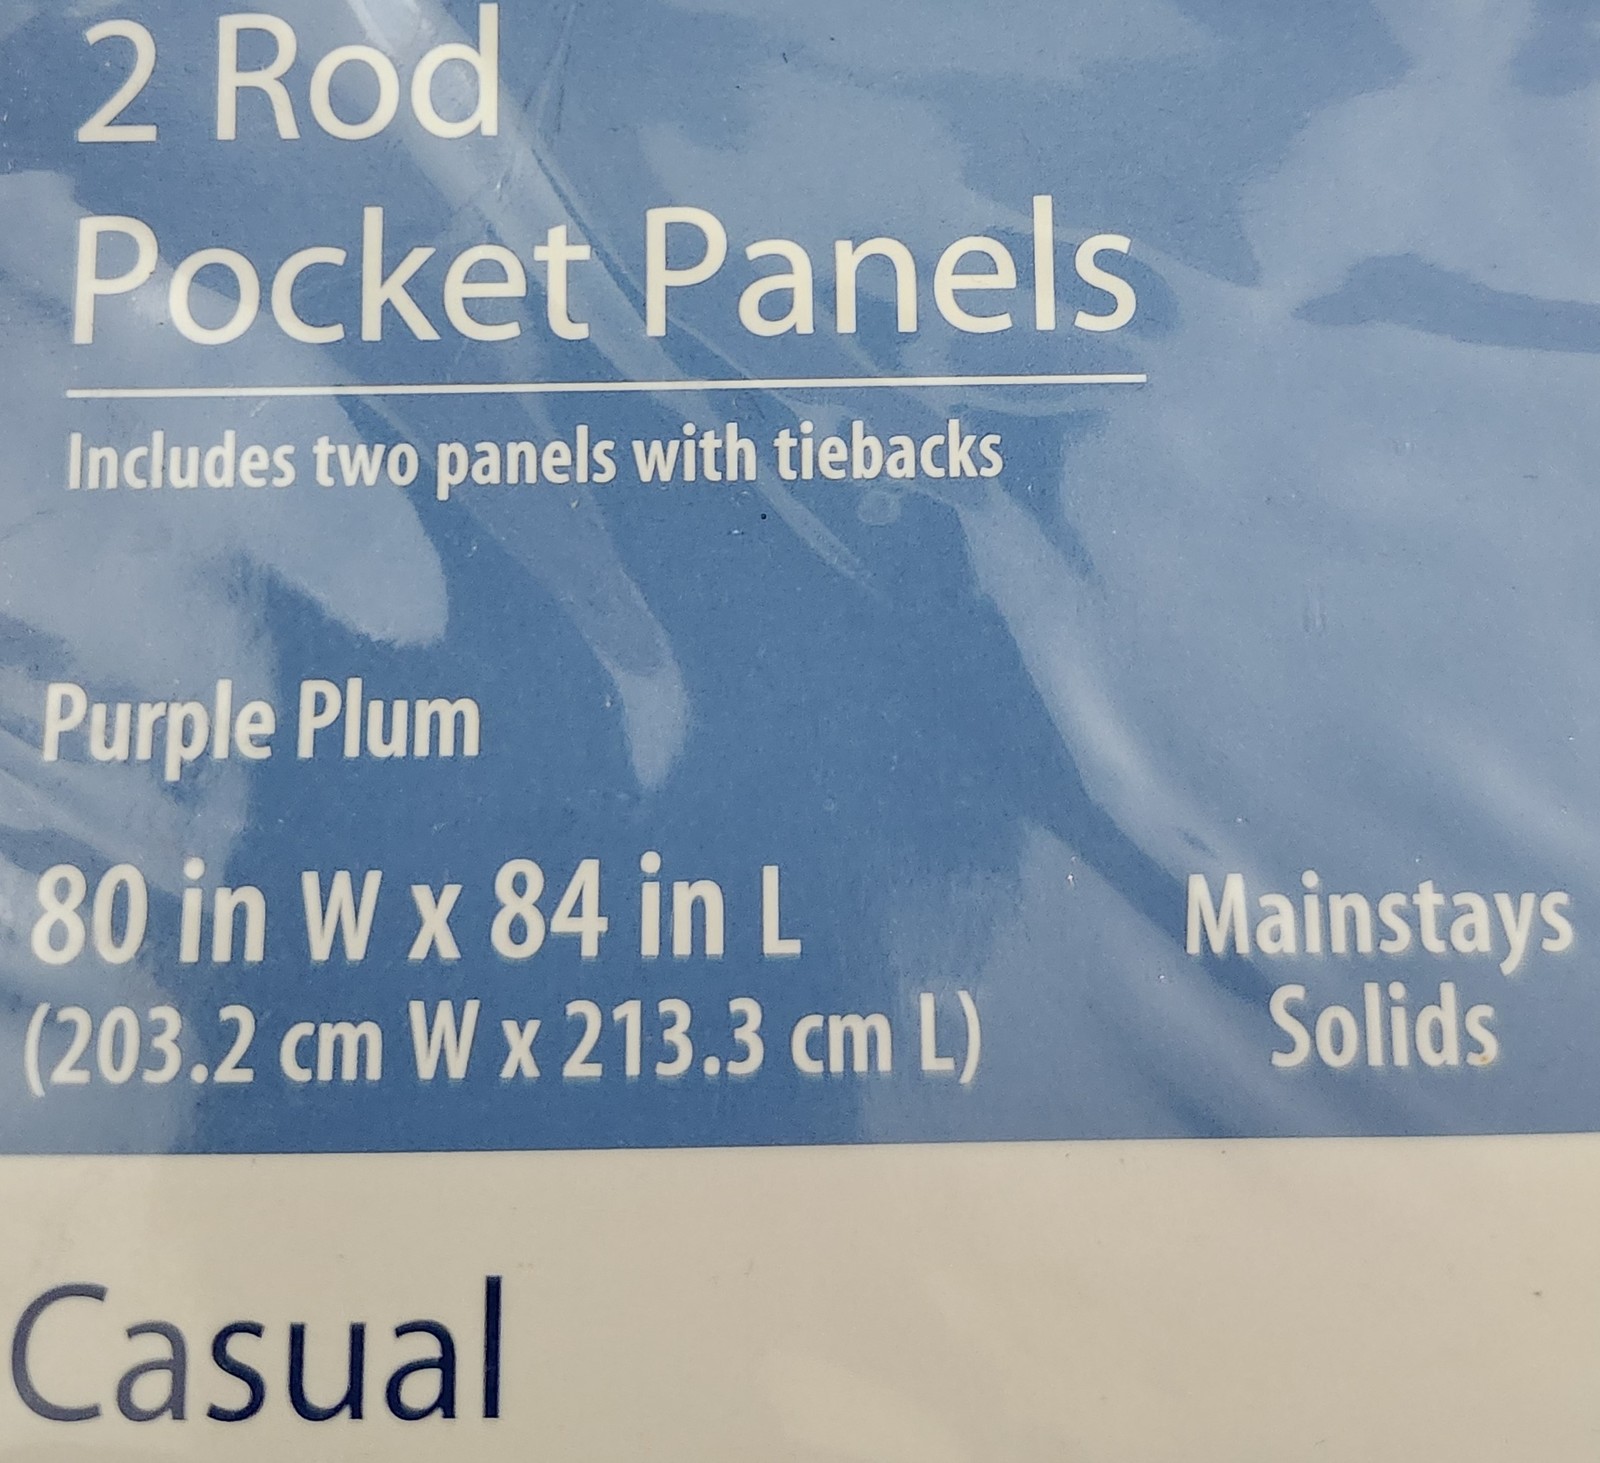 2 Rod
Pocket Panels
Includes two panels with tiebacks
Purple Plum
80 in W x 84 in L
(203.2 cm W x 213.3 cm L)
Mainstays
Solids
Casual